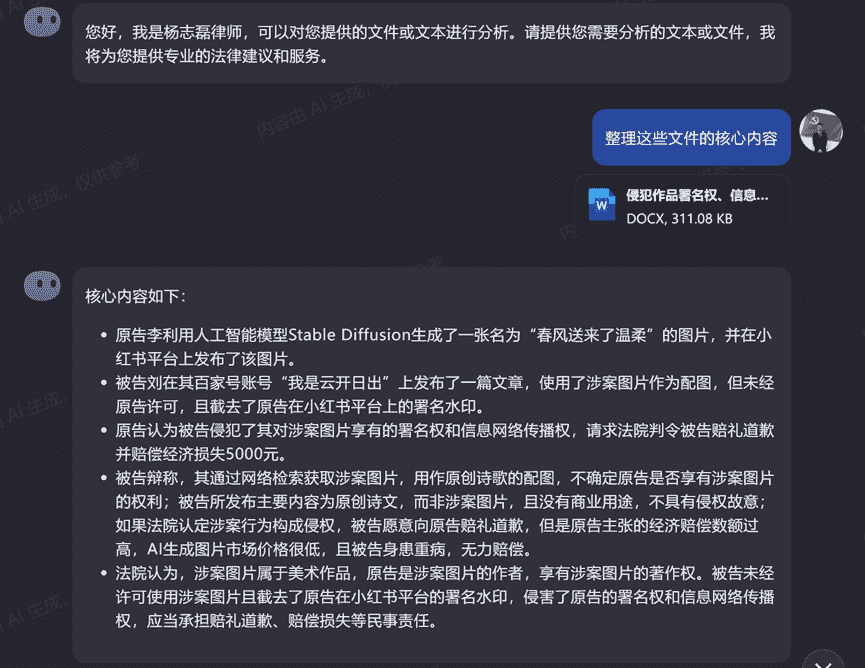 您好，我是杨志磊律师，可以对您提供的文件或文本进行分析。请提供您需要分析的文本或文件，我
将为您提供专业的法律建议和服务。
内容由 AI 生成，仅
AI 生成，仅供参考
整理这些文件的核心内容
侵犯作品署名权、信息...
W
DOCX, 311.08 KB
核心内容如下：
• 原告李利用人工智能模型Stable Diffusion生成了一张名为“春风送来了温柔”的图片，并在小
红书平台上发布了该图片。
• 被告刘在其百家号账号“我是云开日出”上发布了一篇文章，使用了涉案图片作为配图，但未经
原告许可，且截去了原告在小红书平台上的署名水印。
• 原告认为被告侵犯了其对涉案图片享有的署名权和信息网络传播权，请求法院判令被告赔礼道歉
并赔偿经济损失5000元。
• 被告辩称，其通过网络检索获取涉案图片，用作原创诗歌的配图，不确定原告是否享有涉案图片
的权利；被告所发布主要内容为原创诗文，而非涉案图片，且没有商业用途，不具有侵权故意；
如果法院认定涉案行为构成侵权，被告愿意向原告赔礼道歉，但是原告主张的经济赔偿数额过
高，AI生成图片市场价格很低，且被告身患重病，无力赔偿。
• 法院认为，涉案图片属于美术作品，原告是涉案图片的作者，享有涉案图片的著作权。被告未经
许可使用涉案图片且截去了原告在小红书平台的署名水印，侵害了原告的署名权和信息网络传播
权，应当承担赔礼道歉、赔偿损失等民事责任。
AI 生成，
AI 生成，